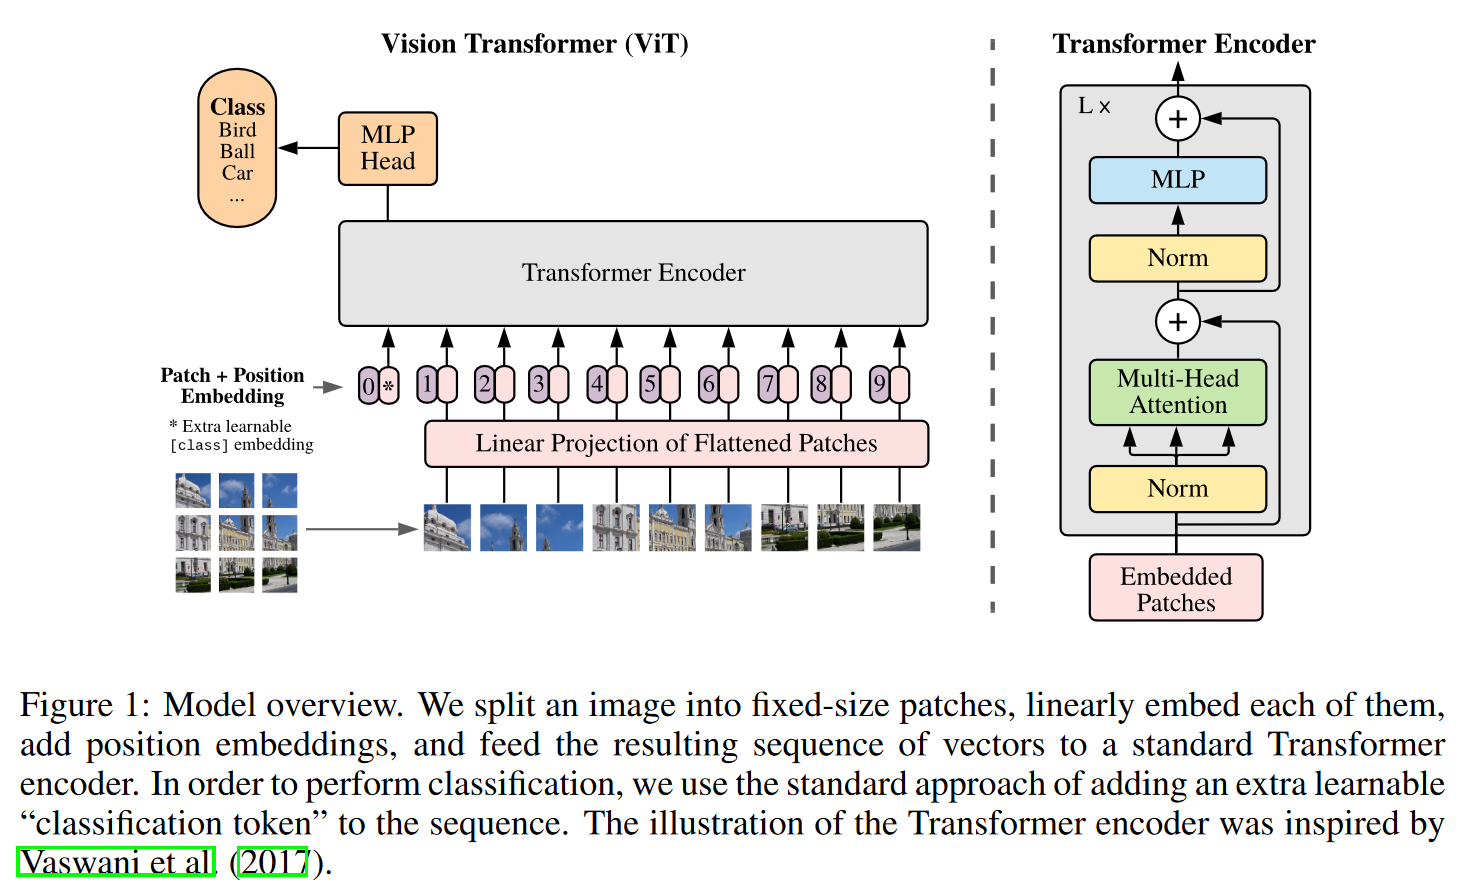 Vision Transformer (ViT)
Transformer Encoder
Class
Bird
Ball
Car
...
MLP
Head
Transformer Encoder
Patch + Position
Embedding
* Extra learnable
[class] embedding
0 * 1 2 3 4 5 6 7 8 9
Linear Projection of Flattened Patches
L x
+
MLP
Norm
+
Multi-Head
Attention
Norm
Embedded
Patches
Figure 1: Model overview. We split an image into fixed-size patches, linearly embed each of them,
add position embeddings, and feed the resulting sequence of vectors to a standard Transformer
encoder. In order to perform classification, we use the standard approach of adding an extra learnable
“classification token” to the sequence. The illustration of the Transformer encoder was inspired by
Vaswani et al. (2017).